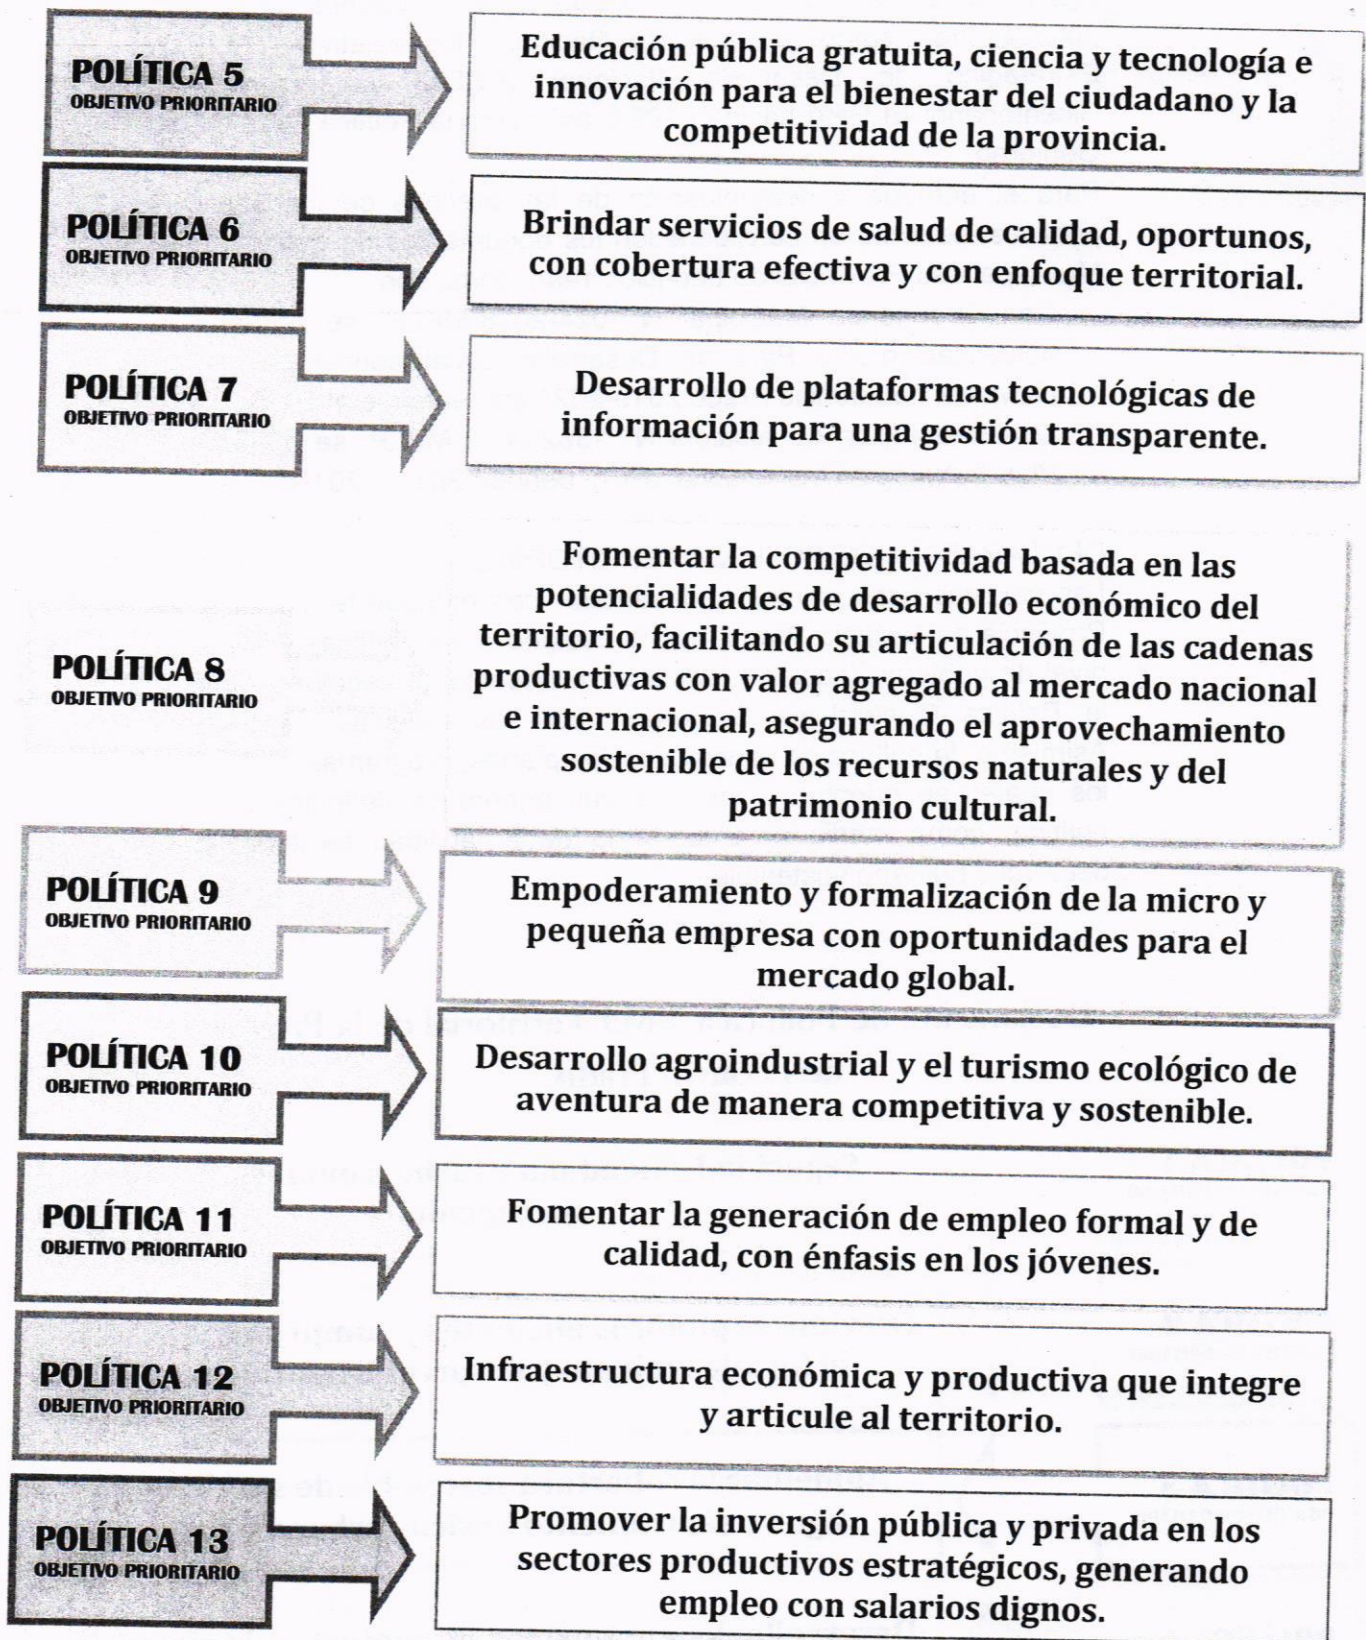 POLÍTICA 5
OBJETIVO PRIORITARIO
Educación pública gratuita, ciencia y tecnología e
innovación para el bienestar del ciudadano y la
competitividad de la provincia.
POLÍTICA 6
OBJETIVO PRIORITARIO
Brindar servicios de salud de calidad, oportunos,
con cobertura efectiva y con enfoque territorial.
POLÍTICA 7
OBJETIVO PRIORITARIO
Desarrollo de plataformas tecnológicas de
información para una gestión transparente.
POLÍTICA 8
OBJETIVO PRIORITARIO
Fomentar la competitividad basada en las
potencialidades de desarrollo económico del
territorio, facilitando su articulación de las cadenas
productivas con valor agregado al mercado nacional
e internacional, asegurando el aprovechamiento
sostenible de los recursos naturales y del
patrimonio cultural.
POLÍTICA 9
OBJETIVO PRIORITARIO
Empoderamiento y formalización de la micro y
pequeña empresa con oportunidades para el
mercado global.
POLÍTICA 10
OBJETIVO PRIORITARIO
Desarrollo agroindustrial y el turismo ecológico de
aventura de manera competitiva y sostenible.
POLÍTICA 11
OBJETIVO PRIORITARIO
Fomentar la generación de empleo formal y de
calidad, con énfasis en los jóvenes.
POLÍTICA 12
OBJETIVO PRIORITARIO
Infraestructura económica y productiva que integre
y articule al territorio.
POLÍTICA 13
OBJETIVO PRIORITARIO
Promover la inversión pública y privada en los
sectores productivos estratégicos, generando
empleo con salarios dignos.